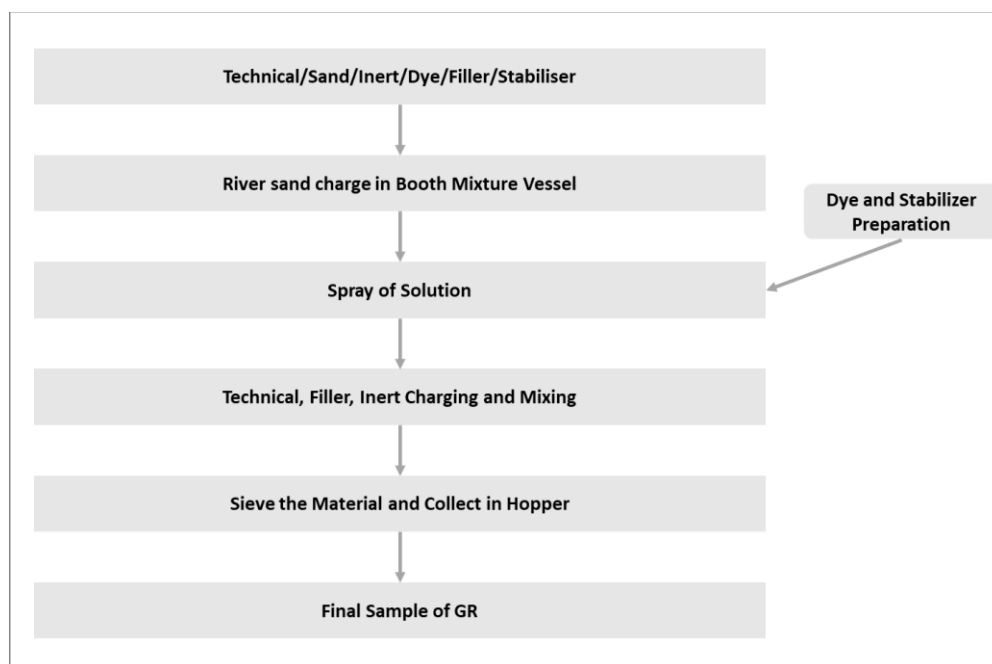 Technical/Sand/Inert/Dye/Filler/Stabiliser
River sand charge in Booth Mixture Vessel
Dye and Stabilizer
Preparation
Spray of Solution
Technical, Filler, Inert Charging and Mixing
Sieve the Material and Collect in Hopper
Final Sample of GR